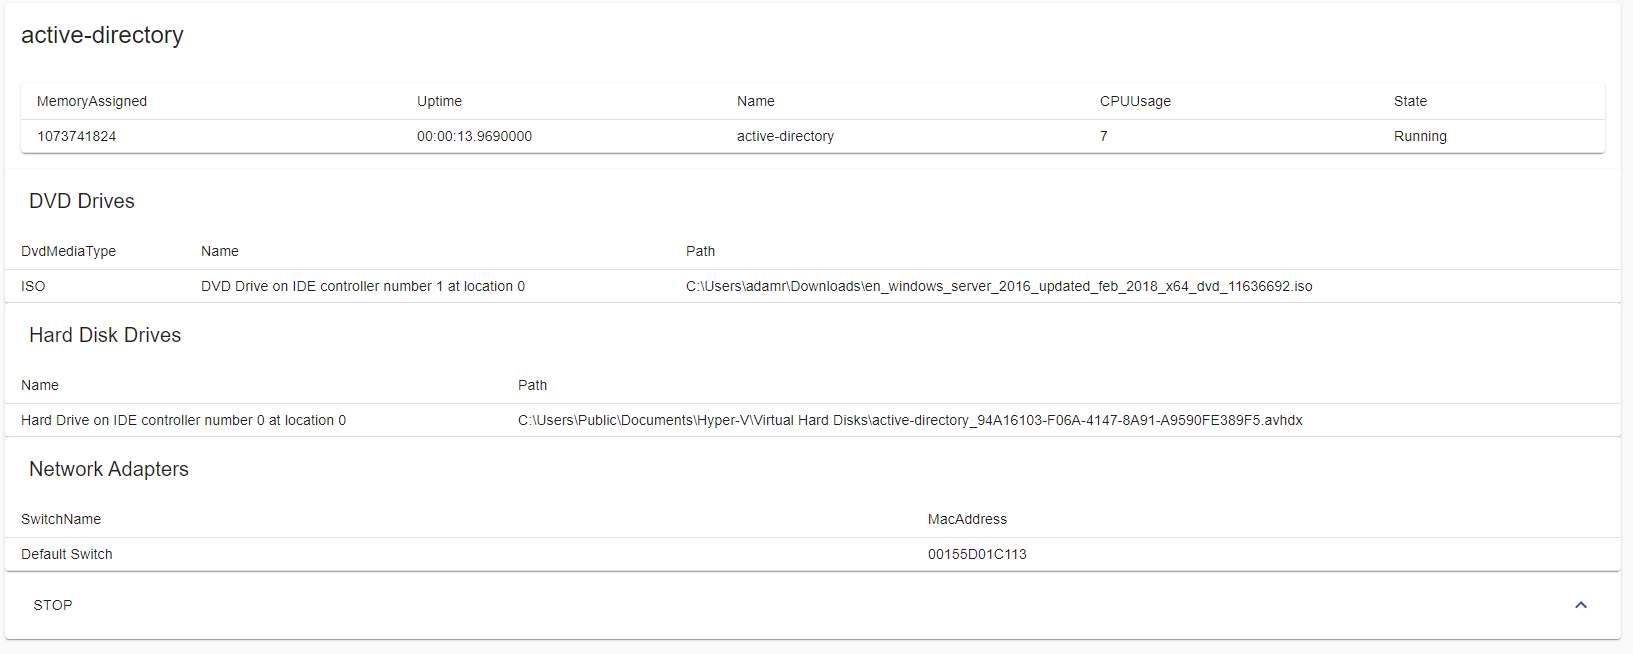 active-directory
MemoryAssigned Uptime Name CPUUsage State
1073741824 00:00:13.9690000 active-directory 7 Running
DVD Drives
DvdMediaType Name Path
ISO DVD Drive on IDE controller number 1 at location 0 C:\Users\adamr\Downloads\en_windows_server_2016_updated_feb_2018_x64_dvd_11636692.iso
Hard Disk Drives
Name Path
Hard Drive on IDE controller number 0 at location 0 C:\Users\Public\Documents\Hyper-V\Virtual Hard Disks\active-directory_94A16103-F06A-4147-8A91-A9590FE389F5.avhdx
Network Adapters
SwitchName MacAddress
Default Switch 00155D01C113
STOP